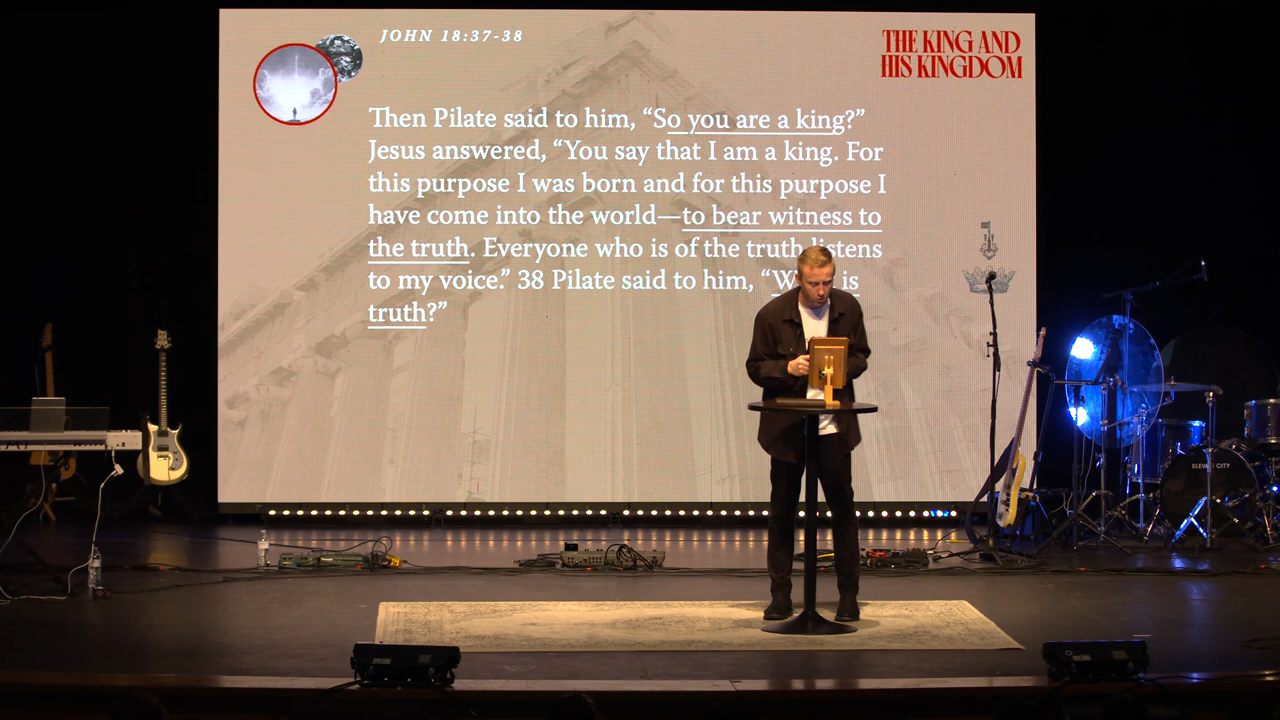 JOHN 18:37-38
THE KING AND
HIS KINGDOM
Then Pilate said to him, “So you are a king?”
Jesus answered, “You say that I am a king. For
this purpose I was born and for this purpose I
have come into the world—to bear witness to
the truth. Everyone who is of the truth listens
to my voice.” 38 Pilate said to him, “ is
truth?”
CITY